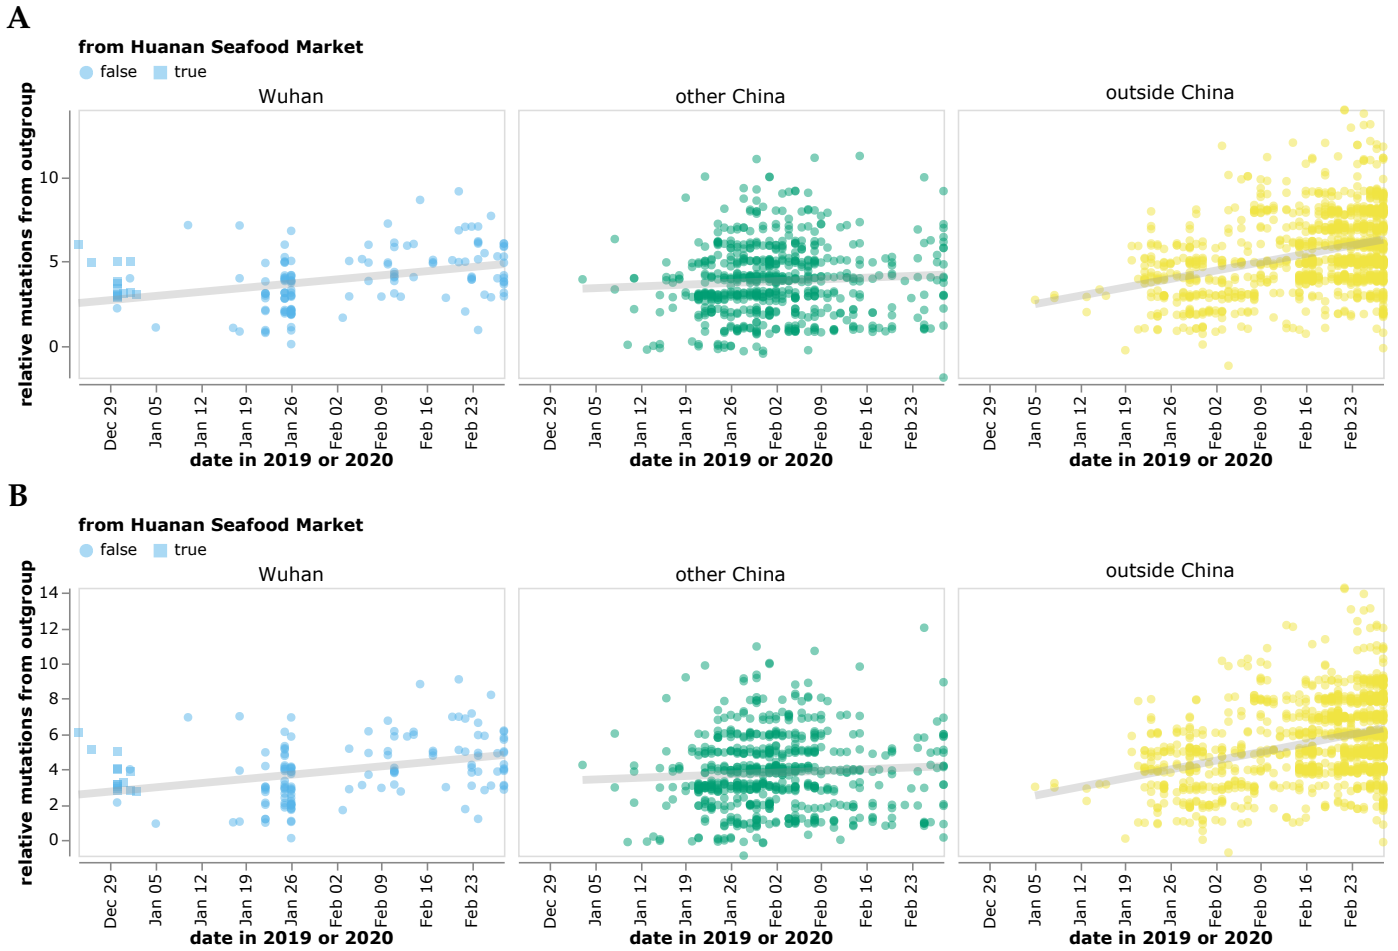 A
from Huanan Seafood Market
false true
Wuhan other China outside China
relative mutations from outgroup
10
5
0
Dec 29 Jan 05 Jan 12 Jan 19 Jan 26 Feb 02 Feb 09 Feb 16 Feb 23 Dec 29 Jan 05 Jan 12 Jan 19 Jan 26 Feb 02 Feb 09 Feb 16 Feb 23 Dec 29 Jan 05 Jan 12 Jan 19 Jan 26 Feb 02 Feb 09 Feb 16 Feb 23
date in 2019 or 2020 date in 2019 or 2020 date in 2019 or 2020
B
from Huanan Seafood Market
false true
Wuhan other China outside China
relative mutations from outgroup
14
12
10
8
6
4
2
0
Dec 29 Jan 05 Jan 12 Jan 19 Jan 26 Feb 02 Feb 09 Feb 16 Feb 23 Dec 29 Jan 05 Jan 12 Jan 19 Jan 26 Feb 02 Feb 09 Feb 16 Feb 23 Dec 29 Jan 05 Jan 12 Jan 19 Jan 26 Feb 02 Feb 09 Feb 16 Feb 23
date in 2019 or 2020 date in 2019 or 2020 date in 2019 or 2020